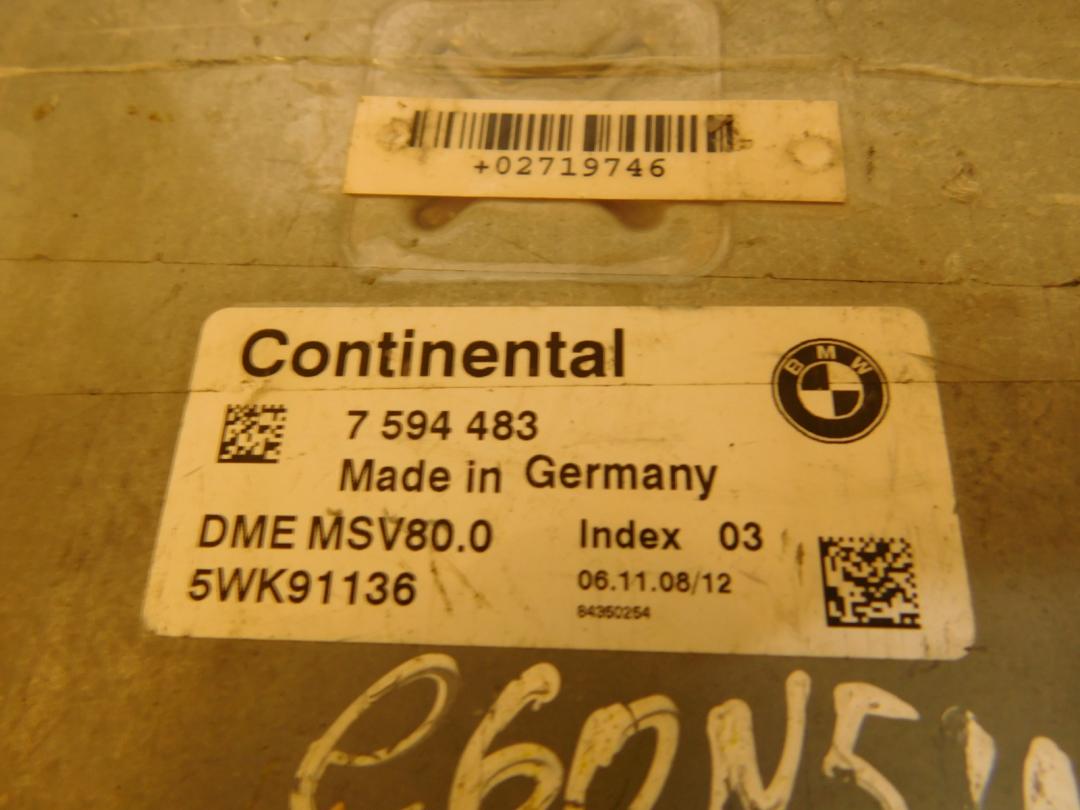 +02719746
Continental
BMW
7 594 483
Made in Germany
DME MSV80.0 Index 03
5WK91136 06.11.08/12
84350254